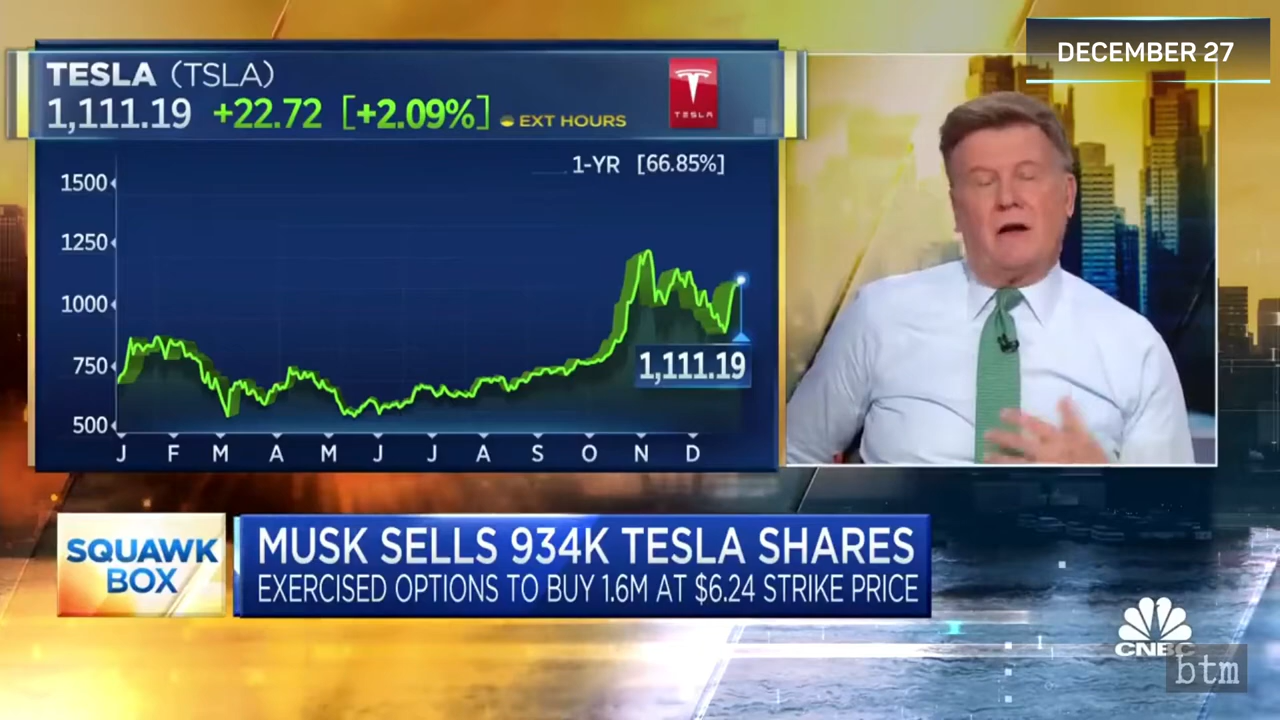 DECEMBER 27
TESLA (TSLA)
1,111.19 +22.72 [+2.09%] EXT HOURS
TESLA
1-YR [66.85%]
1500
1250
1000
750
500
1,111.19
J F M A M J J A S O N D
SQUAWK
BOX
MUSK SELLS 934K TESLA SHARES
EXERCISED OPTIONS TO BUY 1.6M AT $6.24 STRIKE PRICE
CNBC
btm